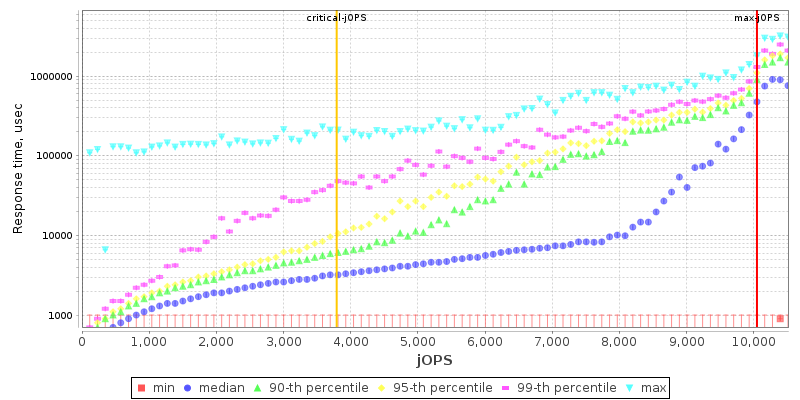 critical-jOPS max-jOPS
Response time, usec
1000000
100000
10000
1000
0 1,000 2,000 3,000 4,000 5,000 6,000 7,000 8,000 9,000 10,000
jOPS
min median 90-th percentile 95-th percentile 99-th percentile max